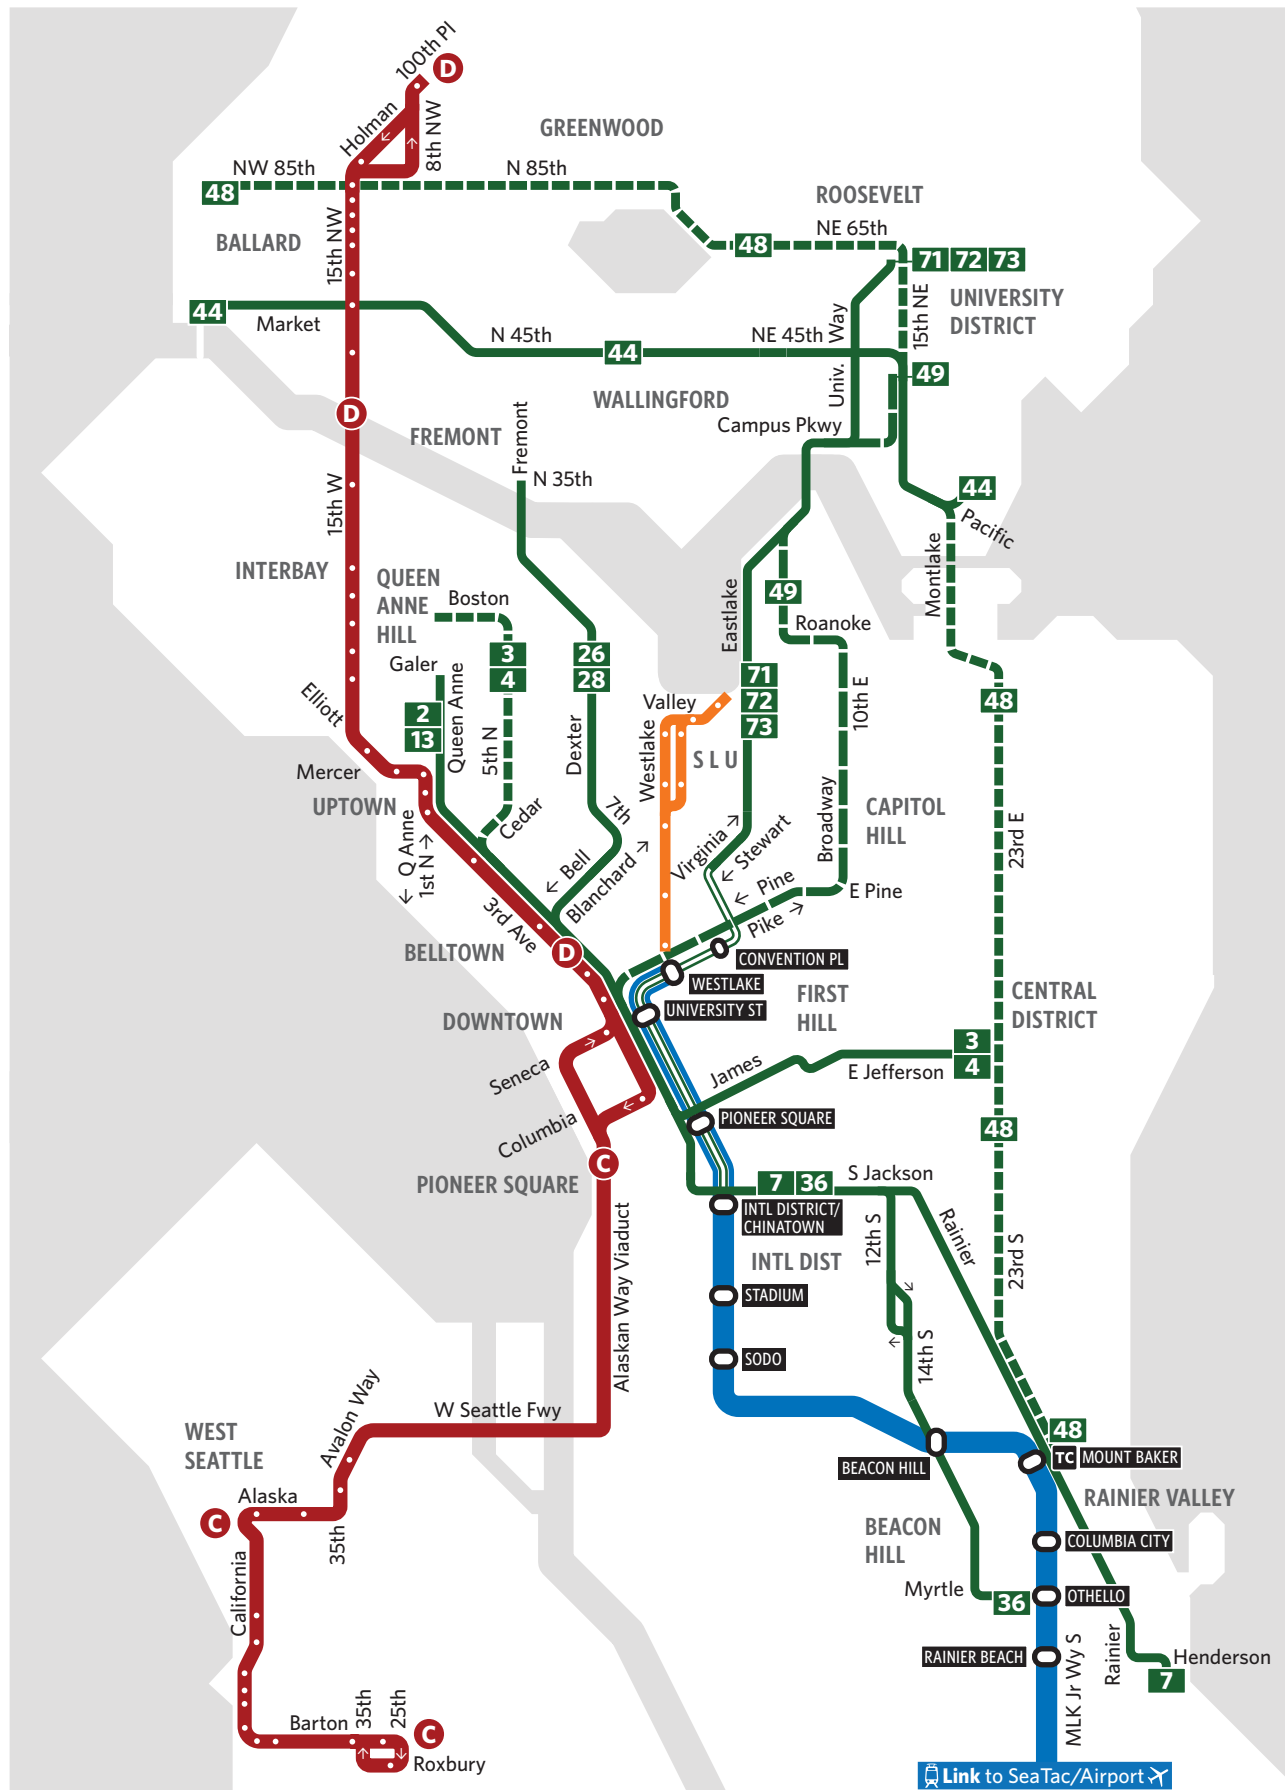 100th Pl
D
Holman
8th NW
GREENWOOD
NW 85th
N 85th
48
ROOSEVELT
NE 65th
48
BALLARD
15th NW
71 72 73
UNIVERSITY
DISTRICT
15th NE
Univ. Way
44
Market
N 45th
44
NE 45th
49
WALLINGFORD
Campus Pkwy
D
FREMONT
Fremont
N 35th
44
Pacific
15th W
Montlake
INTERBAY
QUEEN
ANNE
HILL
Boston
Eastlake
49
Roanoke
Galer
3
4
26
28
71
72
73
10th E
48
Elliott
2
13
Queen Anne
5th N
Dexter
Valley
Westlake
SLU
Mercer
UPTOWN
Q Anne
1st N
Cedar
7th
Bell
Blanchard
Virginia
Stewart
Broadway
CAPITOL
HILL
23rd E
Pine
Pike
E Pine
3rd Ave
BELLTOWN
D
CONVENTION PL
WESTLAKE
UNIVERSITY ST
FIRST
HILL
CENTRAL
DISTRICT
DOWNTOWN
Seneca
James
E Jefferson
3
4
Columbia
PIONEER SQUARE
48
C
PIONEER SQUARE
7 36
S Jackson
INTL DISTRICT/
CHINATOWN
INTL DIST
12th S
Rainier
23rd S
Alaskan Way Viaduct
STADIUM
SODO
14th S
Avalon Way
W Seattle Fwy
WEST
SEATTLE
48
TC MOUNT BAKER
BEACON HILL
RAINIER VALLEY
Alaska
C
35th
BEACON
HILL
COLUMBIA CITY
California
Myrtle
36
OTHELLO
Rainier
RAINIER BEACH
MLK Jr Wy S
Henderson
7
Barton
35th
25th
C
Roxbury
Link to SeaTac/Airport